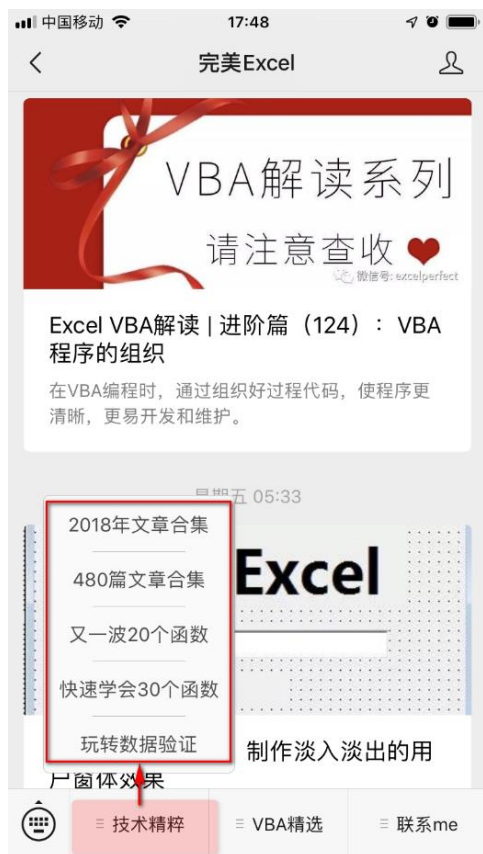 中国移动 17:48
完美Excel
VBA解读系列
请注意查收
微信号: excelperfect
Excel VBA解读 | 进阶篇（124）：VBA
程序的组织
在VBA编程时，通过组织好过程代码，使程序更
清晰，更易开发和维护。
星期五 05:33
Excel
2018年文章合集
480篇文章合集
又一波20个函数
快速学会30个函数
玩转数据验证
制作淡入淡出的用
户窗体效果
技术精粹
VBA精选
联系me